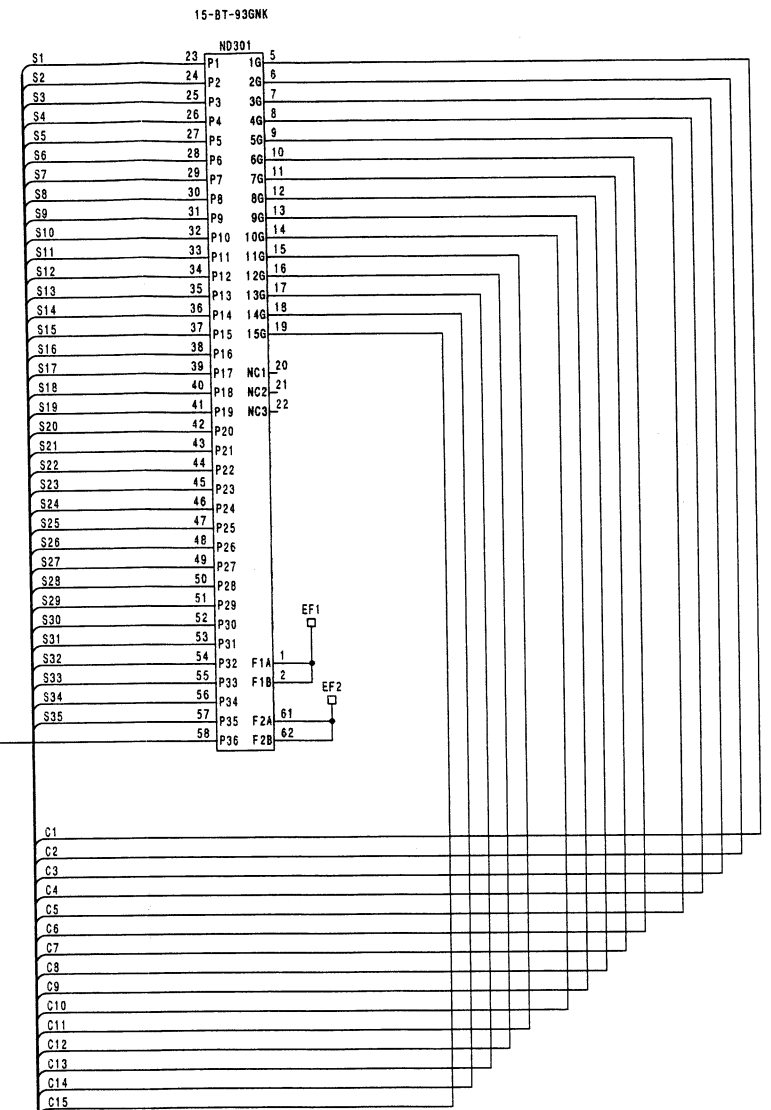 15-BT-93GNK
ND301
S1 23 P1 1G 5
S2 24 P2 2G 6
S3 25 P3 3G 7
S4 26 P4 4G 8
S5 27 P5 5G 9
S6 28 P6 6G 10
S7 29 P7 7G 11
S8 30 P8 8G 12
S9 31 P9 9G 13
S10 32 P10 10G 14
S11 33 P11 11G 15
S12 34 P12 12G 16
S13 35 P13 13G 17
S14 36 P14 14G 18
S15 37 P15 15G 19
S16 38 P16
S17 39 P17 NC1 20
S18 40 P18 NC2 21
S19 41 P19 NC3 22
S20 42 P20
S21 43 P21
S22 44 P22
S23 45 P23
S24 46 P24
S25 47 P25
S26 48 P26
S27 49 P27
S28 50 P28
S29 51 P29
EF1
S30 52 P30
S31 53 P31
S32 54 P32 F1A 1
S33 55 P33 F1B 2
EF2
S34 56 P34
S35 57 P35 F2A 61
58 P36 F2B 62
C1
C2
C3
C4
C5
C6
C7
C8
C9
C10
C11
C12
C13
C14
C15